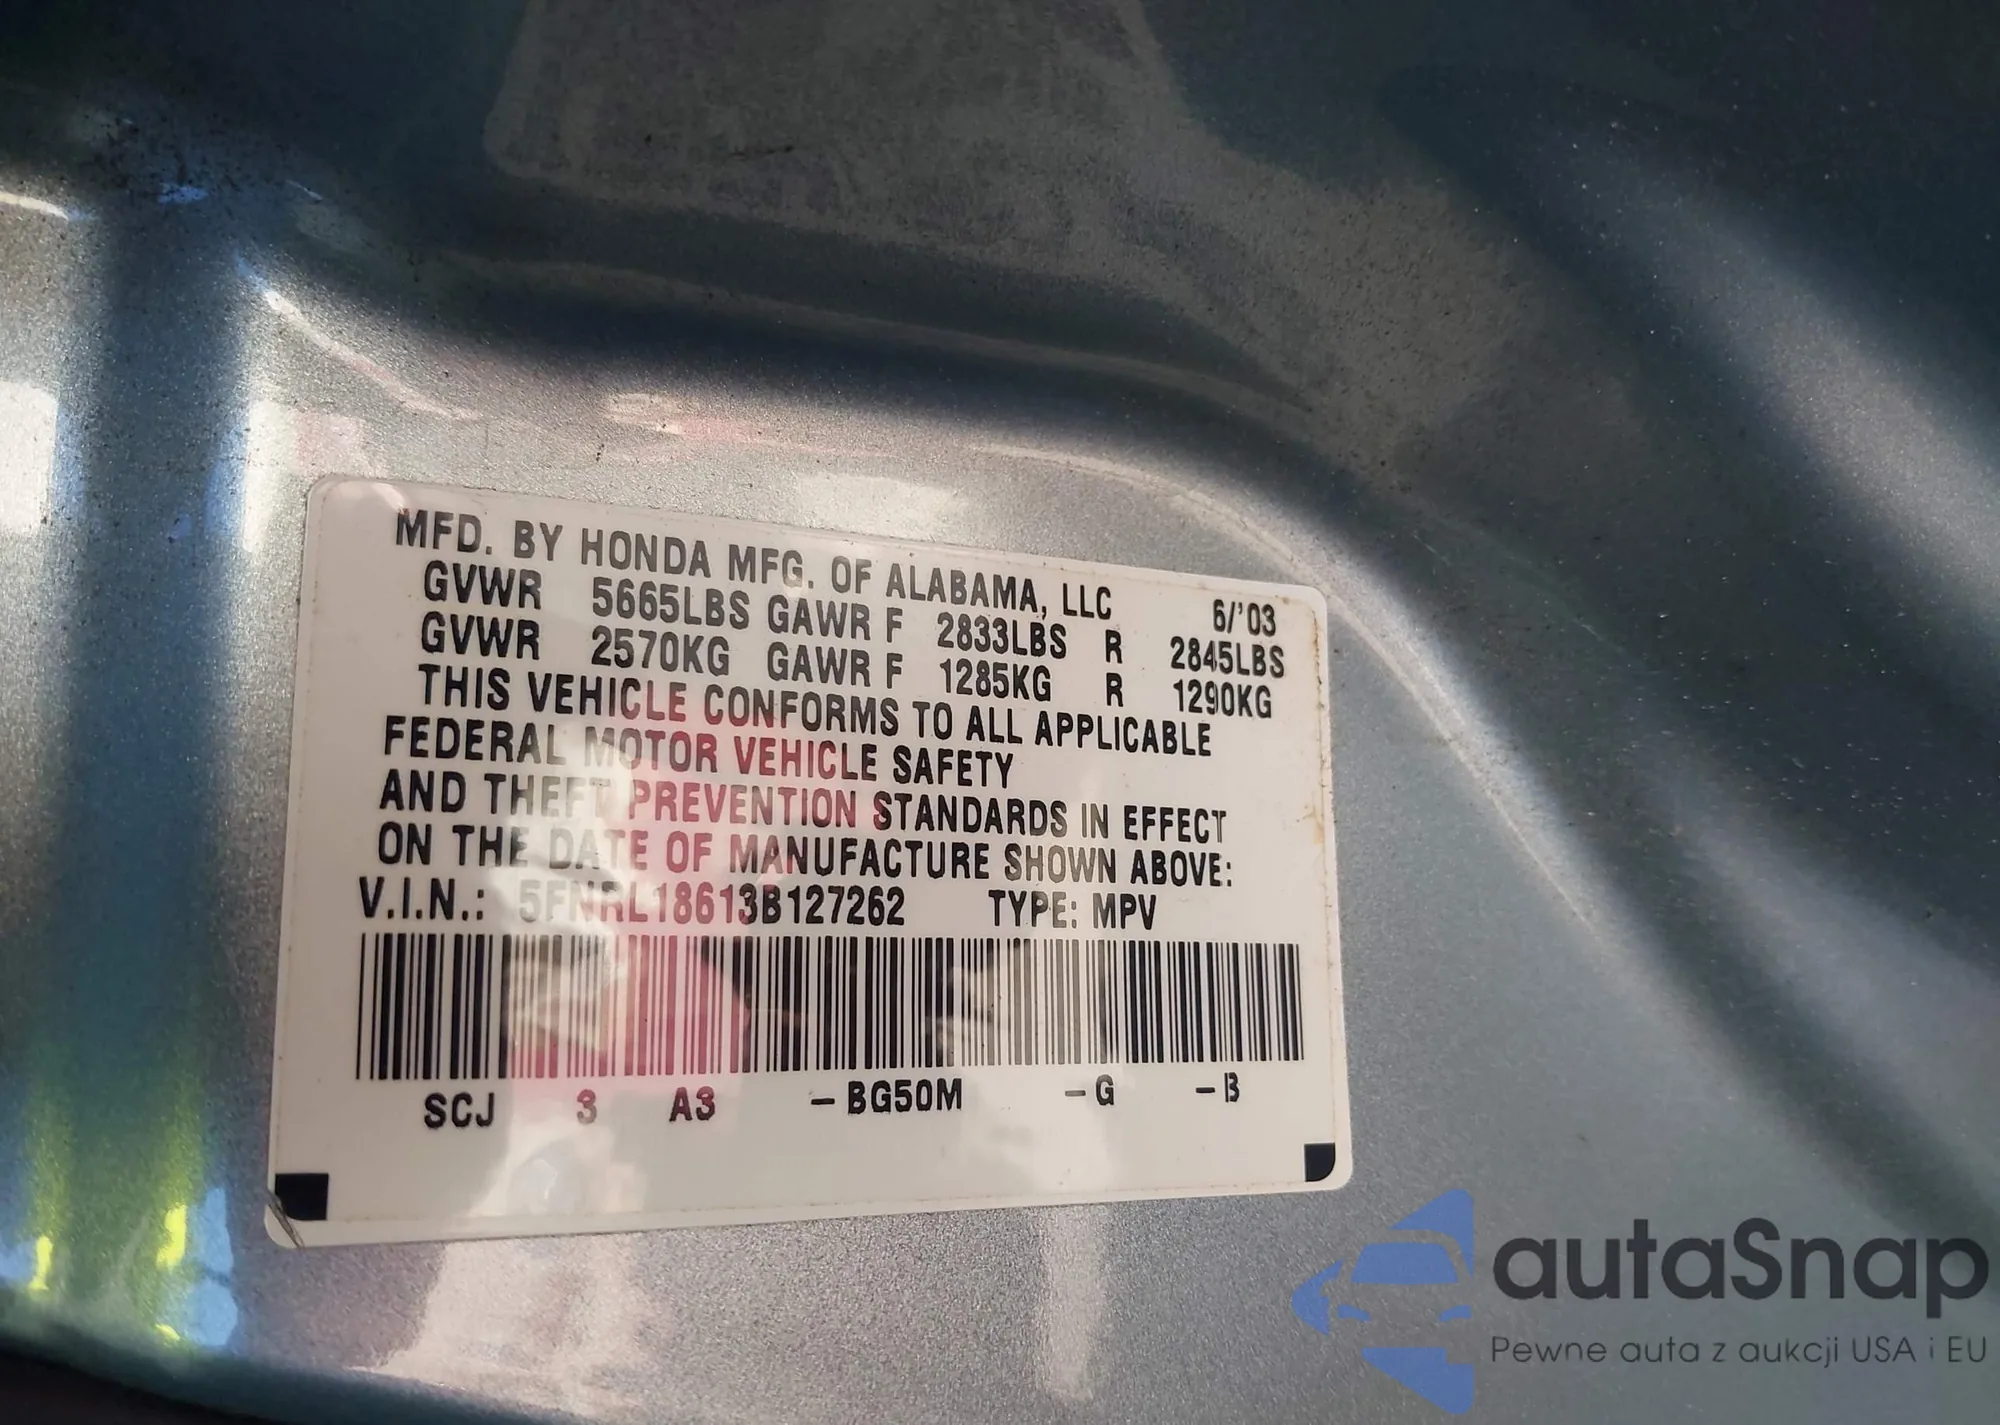 MFD. BY HONDA MFG. OF ALABAMA, LLC 6/'03
GVWR 5665LBS GAWR F 2833LBS R 2845LBS
GVWR 2570KG GAWR F 1285KG R 1290KG
THIS VEHICLE CONFORMS TO ALL APPLICABLE
FEDERAL MOTOR VEHICLE SAFETY
AND THEFT PREVENTION STANDARDS IN EFFECT
ON THE DATE OF MANUFACTURE SHOWN ABOVE:
V.I.N.: 5FNRL18613B127262 TYPE: MPV
SCJ 3 A3 -BG50M -G -B
autaSnap
Pewne auta z aukcji USA i EU